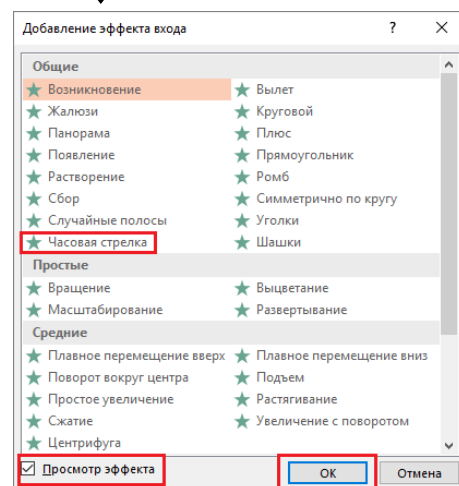 Добавление эффекта входа ? ×
Общие
Возникновение Вылет
Жалюзи Круговой
Панорама Плюс
Появление Прямоугольник
Растворение Ромб
Сбор Симметрично по кругу
Случайные полосы Уголки
Часовая стрелка Шашки
Простые
Вращение Выцветание
Масштабирование Развертывание
Средние
Плавное перемещение вверх Плавное перемещение вниз
Поворот вокруг центра Подъем
Простое увеличение Растягивание
Сжатие Увеличение с поворотом
Центрифуга
Просмотр эффекта ОК Отмена